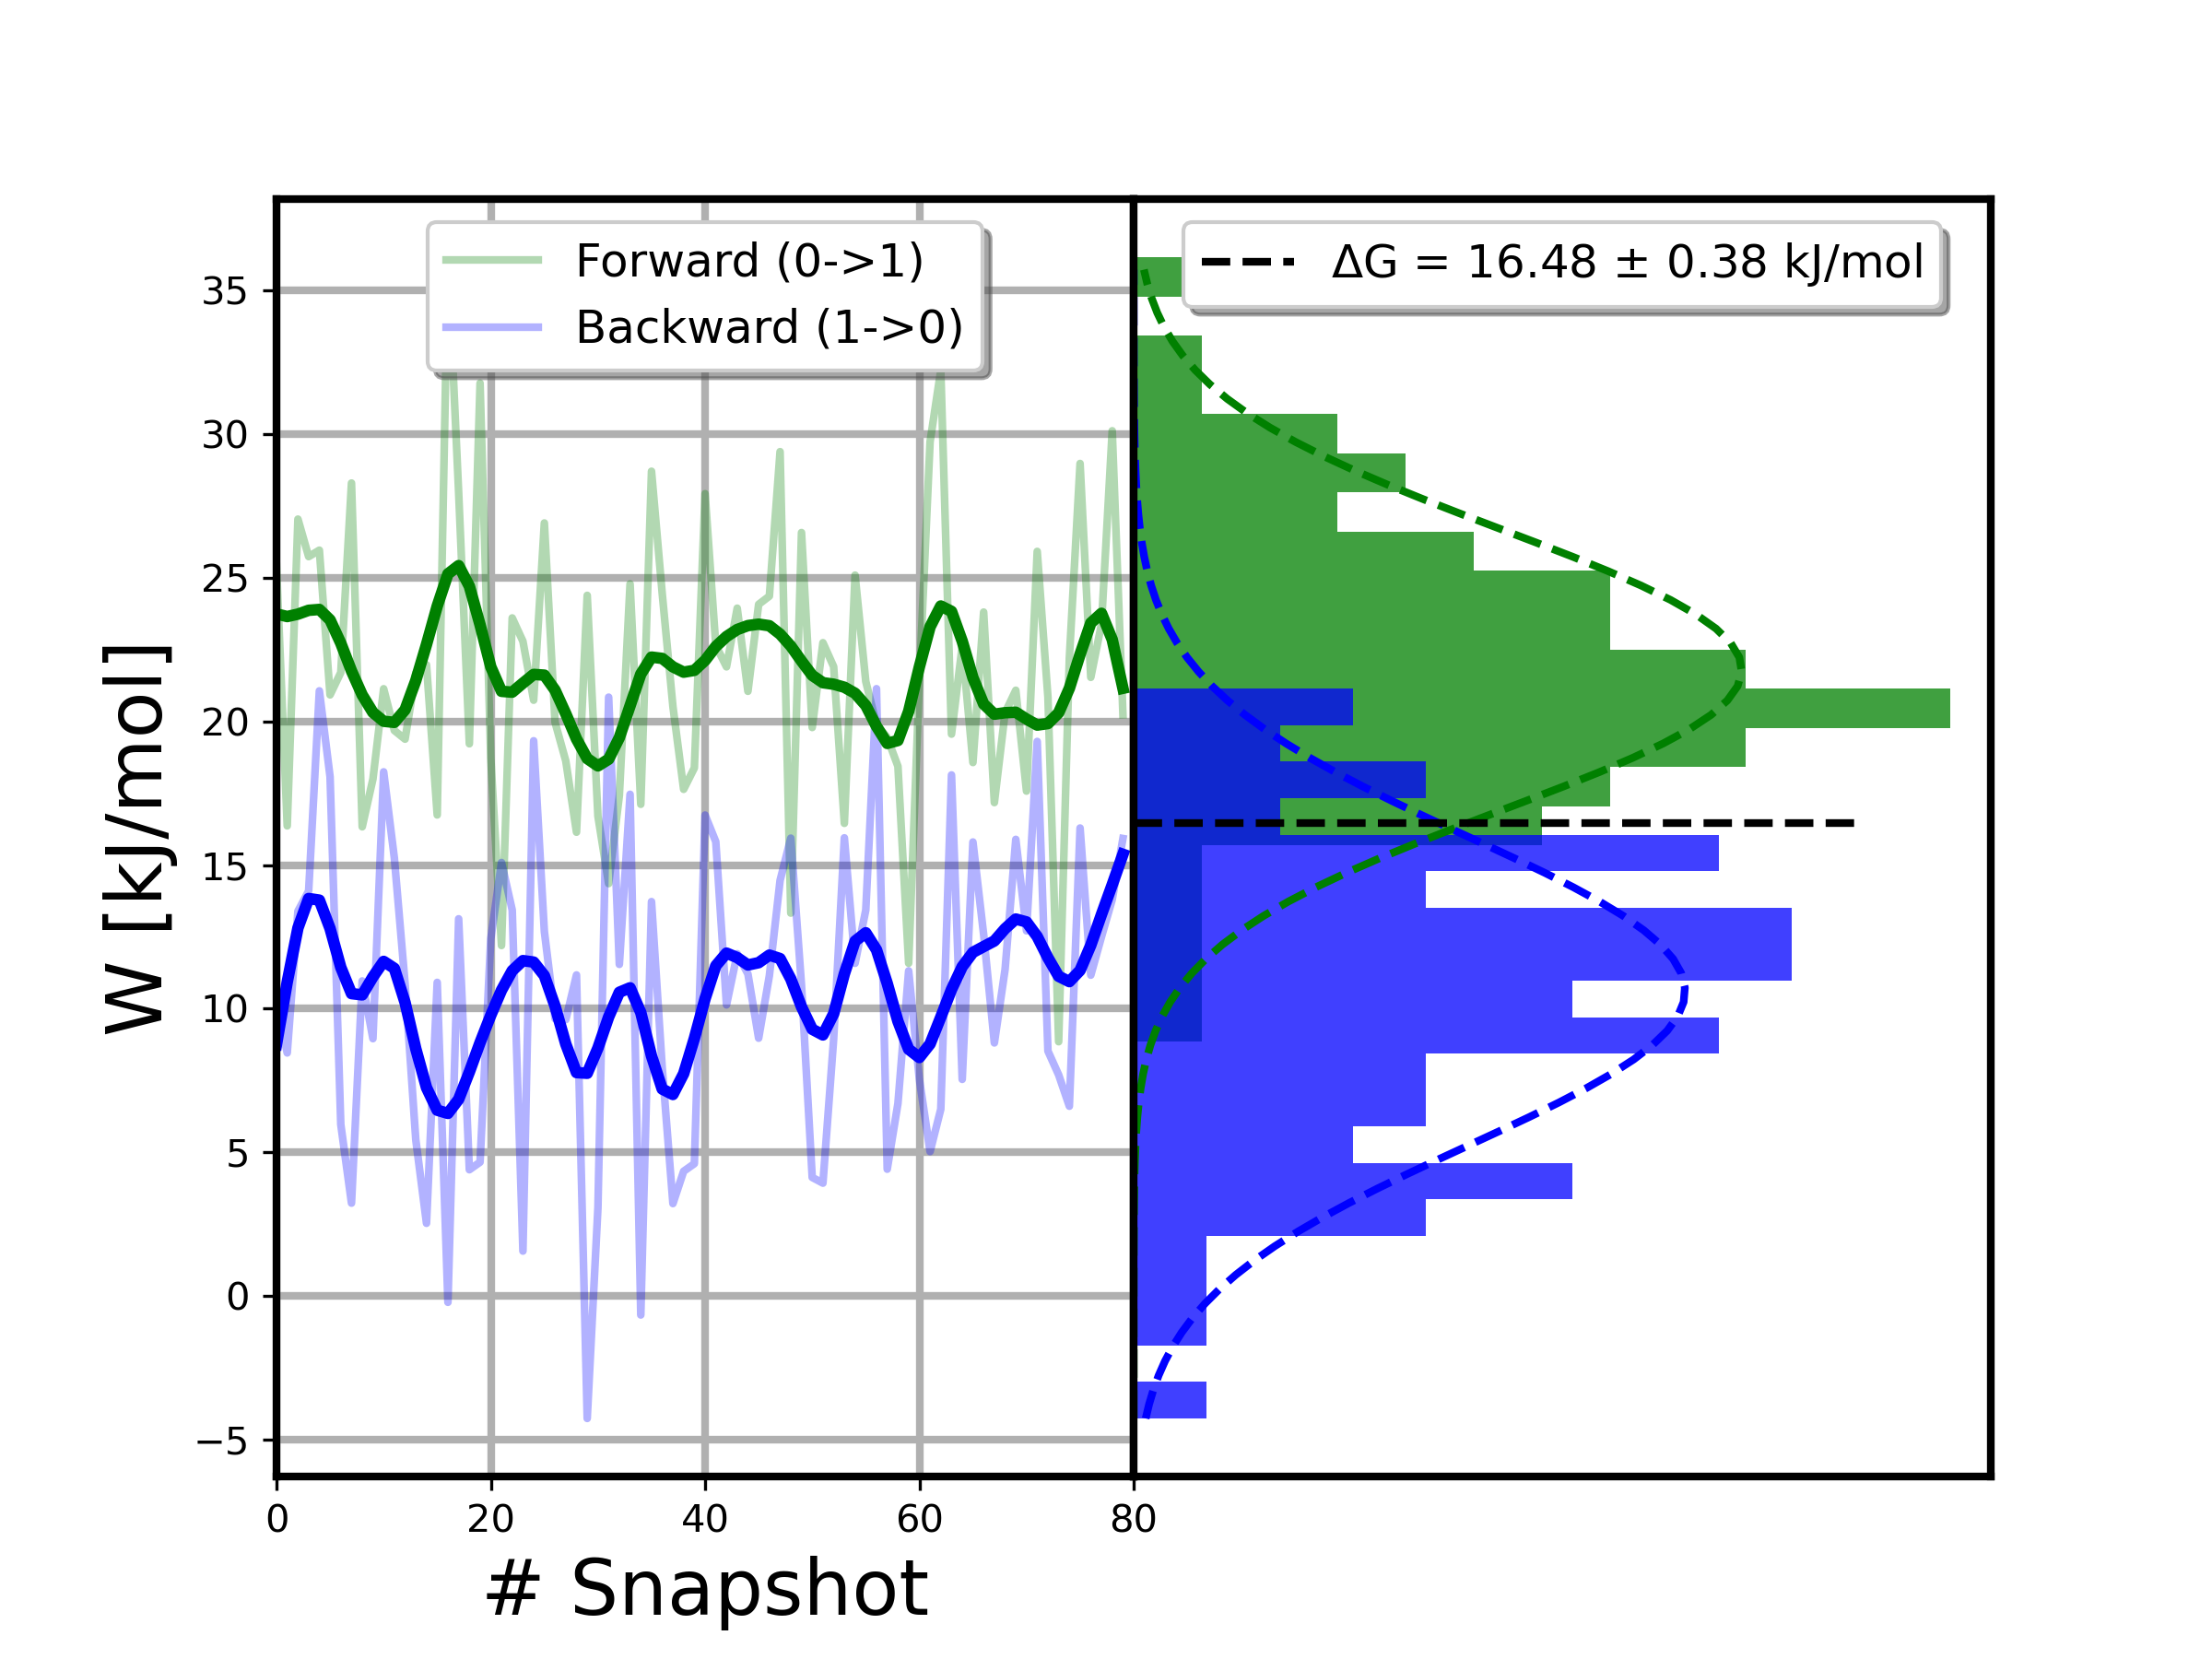 Forward (0->1)
Backward (1->0)
ΔG = 16.48 ± 0.38 kJ/mol
W [kJ/mol]
35
30
25
20
15
10
5
0
−5
0 20 40 60 80
# Snapshot